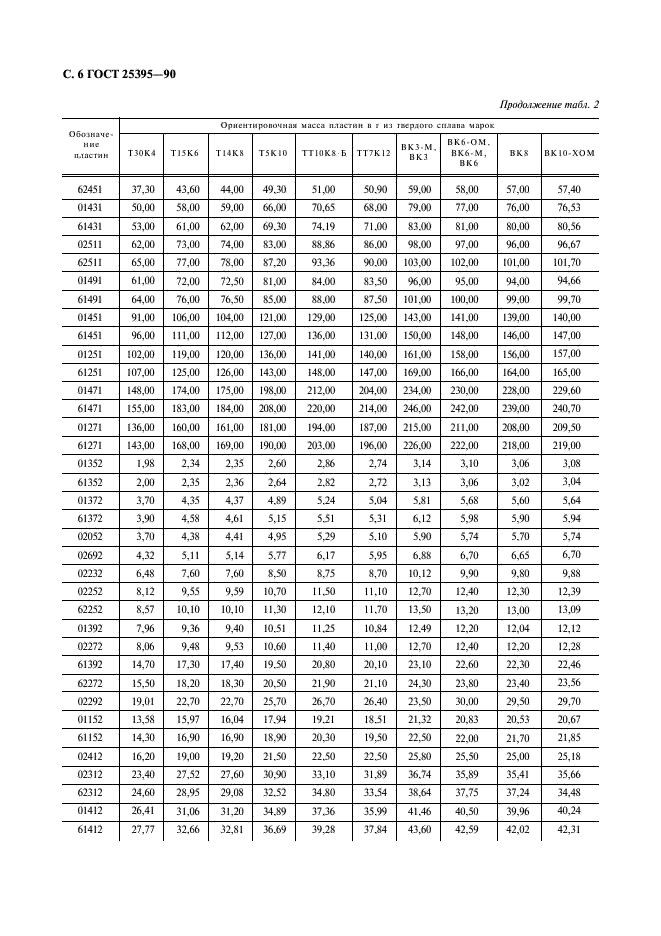 С. 6 ГОСТ 25395—90
Продолжение табл. 2
Обозначе-
ние
пластин
Ориентировочная масса пластин в г из твердого сплава марок
Т30К4 Т15К6 Т14К8 Т5К10 ТТ10К8-Б ТТ7К12 ВК3-М, ВК3 ВК6-ОМ, ВК6-М, ВК6 ВК8 ВК10-ХОМ
62451 37,30 43,60 44,00 49,30 51,00 50,90 59,00 58,00 57,00 57,40
01431 50,00 58,00 59,00 66,00 70,65 68,00 79,00 77,00 76,00 76,53
61431 53,00 61,00 62,00 69,30 74,19 71,00 83,00 81,00 80,00 80,56
02511 62,00 73,00 74,00 83,00 88,86 86,00 98,00 97,00 96,00 96,67
62511 65,00 77,00 78,00 87,20 93,36 90,00 103,00 102,00 101,00 101,70
01491 61,00 72,00 72,50 81,00 84,00 83,50 96,00 95,00 94,00 94,66
61491 64,00 76,00 76,50 85,00 88,00 87,50 101,00 100,00 99,00 99,70
01451 91,00 106,00 104,00 121,00 129,00 125,00 143,00 141,00 139,00 140,00
61451 96,00 111,00 112,00 127,00 136,00 131,00 150,00 148,00 146,00 147,00
01251 102,00 119,00 120,00 136,00 141,00 140,00 161,00 158,00 156,00 157,00
61251 107,00 125,00 126,00 143,00 148,00 147,00 169,00 166,00 164,00 165,00
01471 148,00 174,00 175,00 198,00 212,00 204,00 234,00 230,00 228,00 229,60
61471 155,00 183,00 184,00 208,00 220,00 214,00 246,00 242,00 239,00 240,70
01271 136,00 160,00 161,00 181,00 194,00 187,00 215,00 211,00 208,00 209,50
61271 143,00 168,00 169,00 190,00 203,00 196,00 226,00 222,00 218,00 219,00
01352 1,98 2,34 2,35 2,60 2,86 2,74 3,14 3,10 3,06 3,08
61352 2,00 2,35 2,36 2,64 2,82 2,72 3,13 3,06 3,02 3,04
01372 3,70 4,35 4,37 4,89 5,24 5,04 5,81 5,68 5,60 5,64
61372 3,90 4,58 4,61 5,15 5,51 5,31 6,12 5,98 5,90 5,94
02052 3,70 4,38 4,41 4,95 5,29 5,10 5,90 5,74 5,70 5,74
02692 4,32 5,11 5,14 5,77 6,17 5,95 6,88 6,70 6,65 6,70
02232 6,48 7,60 7,60 8,50 8,75 8,70 10,12 9,90 9,80 9,88
02252 8,12 9,55 9,59 10,70 11,50 11,10 12,70 12,40 12,30 12,39
62252 8,57 10,10 10,10 11,30 12,10 11,70 13,50 13,20 13,00 13,09
01392 7,96 9,36 9,40 10,51 11,25 10,84 12,49 12,20 12,04 12,12
02272 8,06 9,48 9,53 10,60 11,40 11,00 12,70 12,40 12,20 12,28
61392 14,70 17,30 17,40 19,50 20,80 20,10 23,10 22,60 22,30 22,46
62272 15,50 18,20 18,30 20,50 21,90 21,10 24,30 23,80 23,40 23,56
02292 19,01 22,70 22,70 25,70 26,70 26,40 23,50 30,00 29,50 29,70
01152 13,58 15,97 16,04 17,94 19,21 18,51 21,32 20,83 20,53 20,67
61152 14,30 16,90 16,90 18,90 20,30 19,50 22,50 22,00 21,70 21,85
02412 16,20 19,00 19,20 21,50 22,50 22,50 25,80 25,50 25,00 25,18
02312 23,40 27,52 27,60 30,90 33,10 31,89 36,74 35,89 35,41 35,66
62312 24,60 28,95 29,08 32,52 34,80 33,54 38,64 37,75 37,24 34,48
01412 26,41 31,06 31,20 34,89 37,36 35,99 41,46 40,50 39,96 40,24
61412 27,77 32,66 32,81 36,69 39,28 37,84 43,60 42,59 42,02 42,31